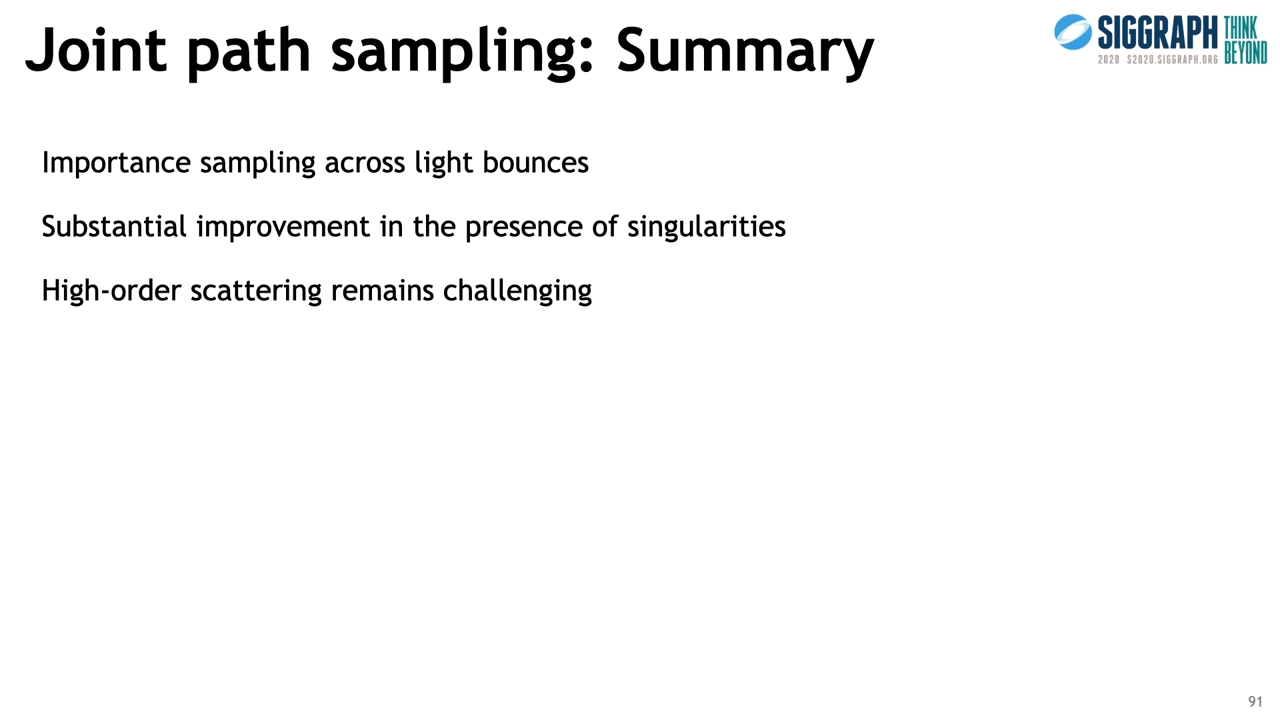 Joint path sampling: Summary
SIGGRAPH THINK BEYOND
2020 S2020.SIGGRAPH.ORG
Importance sampling across light bounces
Substantial improvement in the presence of singularities
High-order scattering remains challenging
91